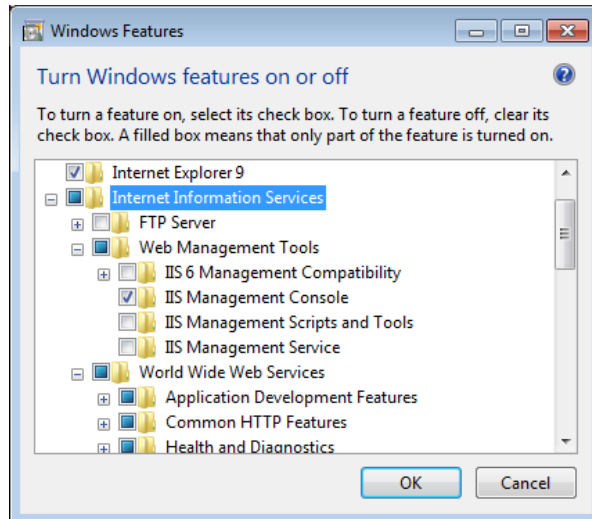 Windows Features
Turn Windows features on or off
To turn a feature on, select its check box. To turn a feature off, clear its
check box. A filled box means that only part of the feature is turned on.
Internet Explorer 9
Internet Information Services
FTP Server
Web Management Tools
IIS 6 Management Compatibility
IIS Management Console
IIS Management Scripts and Tools
IIS Management Service
World Wide Web Services
Application Development Features
Common HTTP Features
Health and Diagnostics
OK Cancel